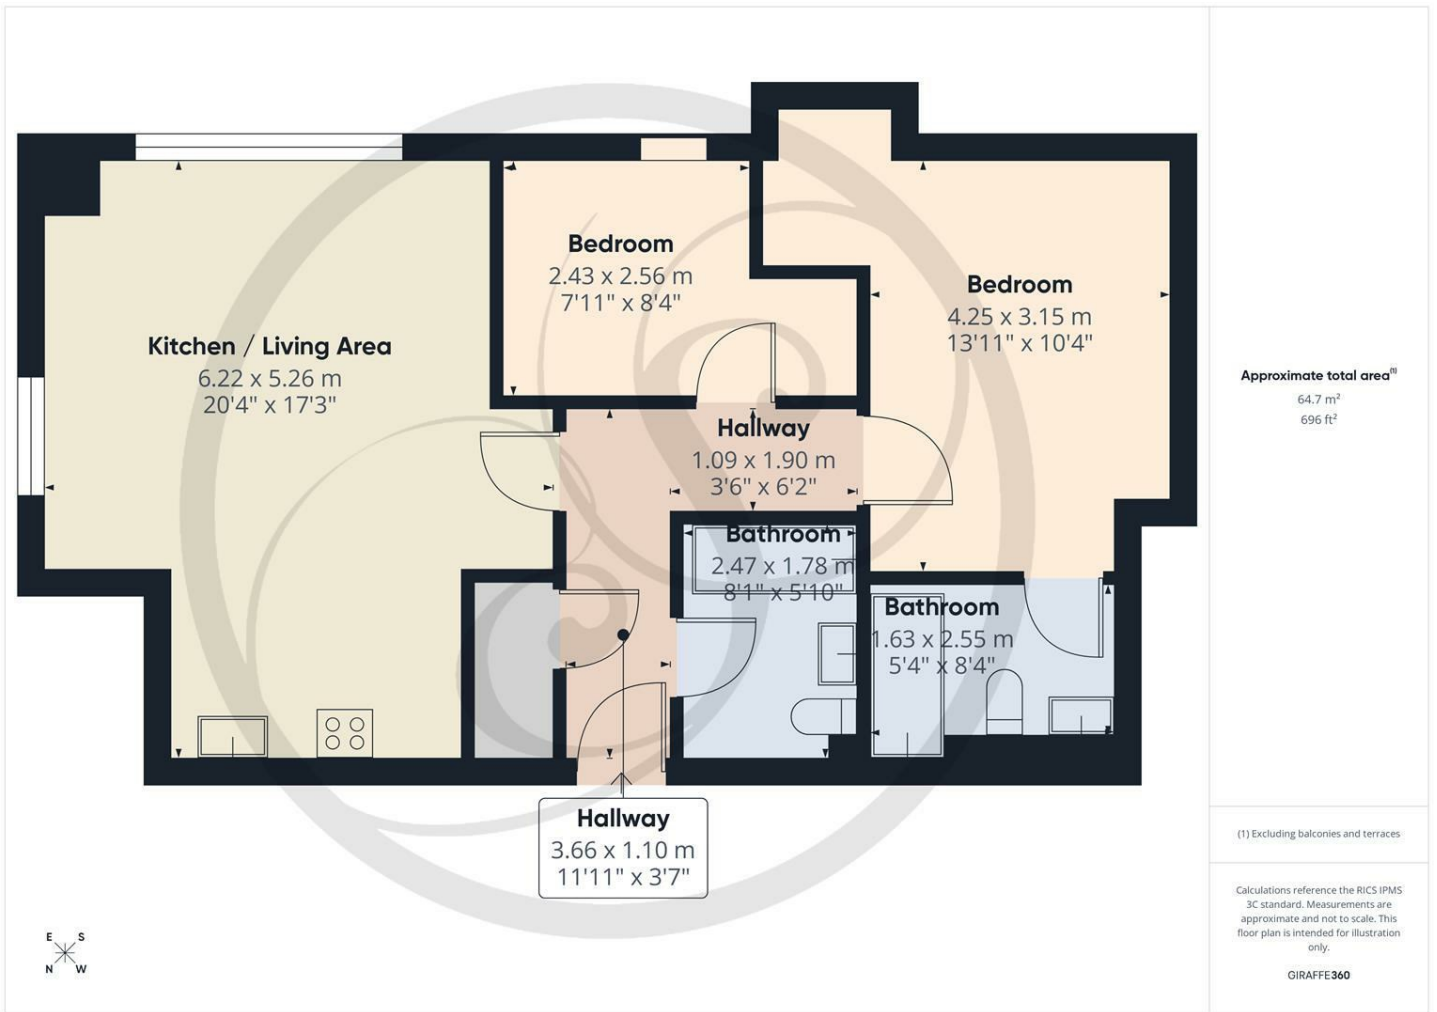 Kitchen / Living Area
6.22 x 5.26 m
20'4" x 17'3"
Bedroom
2.43 x 2.56 m
7'11" x 8'4"
Bedroom
4.25 x 3.15 m
13'11" x 10'4"
Hallway
1.09 x 1.90 m
3'6" x 6'2"
Bathroom
2.47 x 1.78 m
8'1" x 5'10"
Bathroom
1.63 x 2.55 m
5'4" x 8'4"
Hallway
3.66 x 1.10 m
11'11" x 3'7"
E S
N W
Approximate total area(1)
64.7 m²
696 ft²
(1) Excluding balconies and terraces
Calculations reference the RICS IPMS
3C standard. Measurements are
approximate and not to scale. This
floor plan is intended for illustration
only.
GIRAFFE360